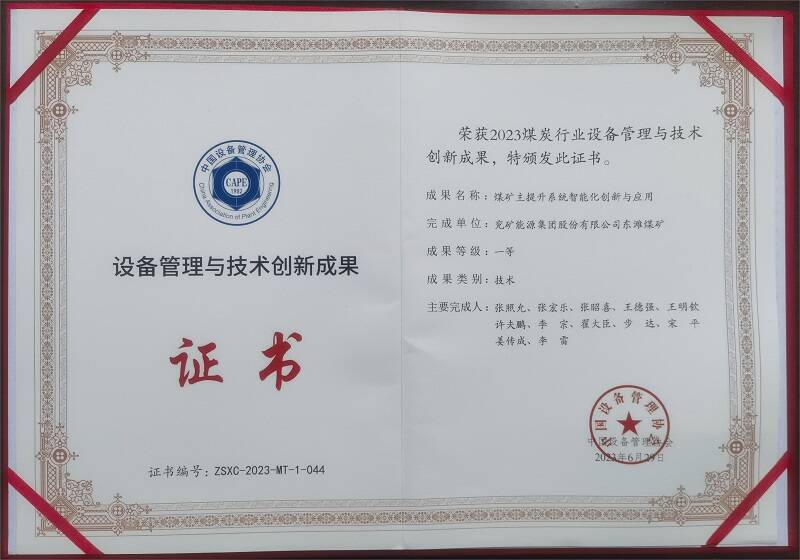 中国设备管理协会
CAPE
1982
China Association of Plant Engineering
设备管理与技术创新成果
证书
证书编号：ZSXC-2023-MT-1-044
荣获2023煤炭行业设备管理与技术
创新成果，特颁发此证书。
成果名称：煤矿主提升系统智能化创新与应用
完成单位：兖矿能源集团股份有限公司东滩煤矿
成果等级：一等
成果类别：技术
主要完成人：张照允、张宏乐、张昭喜、王德强、王明钦
许夫鹏、李 宗、翟大臣、步 达、宋 平
姜传成、李 雷
中国设备管理协会
中国设备管理协会
2023年6月29日